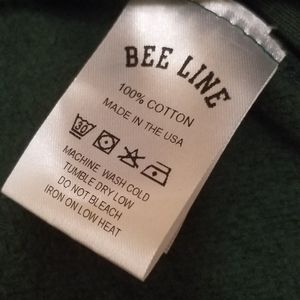 BEE LINE
100% COTTON
MADE IN THE USA
30
MACHINE WASH COLD
TUMBLE DRY LOW
DO NOT BLEACH
IRON ON LOW HEAT